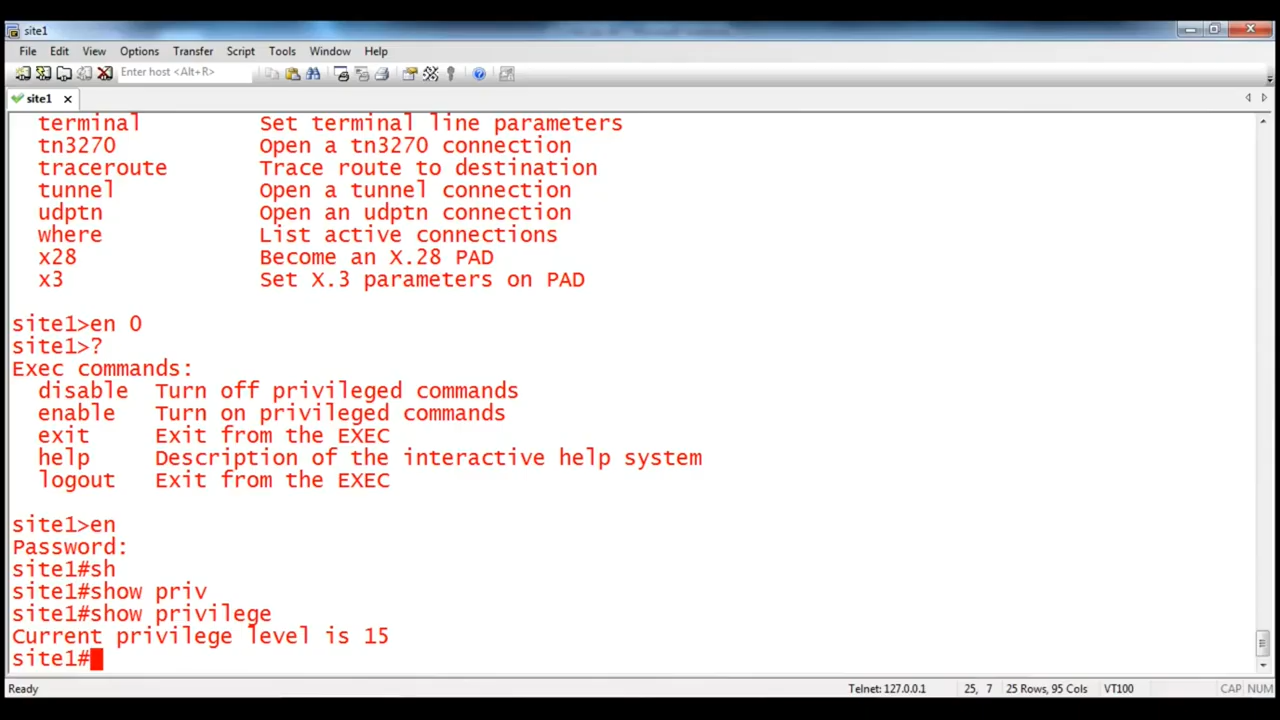 site1
File Edit View Options Transfer Script Tools Window Help
Enter host <Alt+R>
site1
terminal Set terminal line parameters
tn3270 Open a tn3270 connection
traceroute Trace route to destination
tunnel Open a tunnel connection
udptn Open an udptn connection
where List active connections
x28 Become an X.28 PAD
x3 Set X.3 parameters on PAD
site1>en 0
site1>?
Exec commands:
disable Turn off privileged commands
enable Turn on privileged commands
exit Exit from the EXEC
help Description of the interactive help system
logout Exit from the EXEC
site1>en
Password:
site1#sh
site1#show priv
site1#show privilege
Current privilege level is 15
site1#
Ready Telnet: 127.0.0.1 25, 7 25 Rows, 95 Cols VT100 CAP NUM